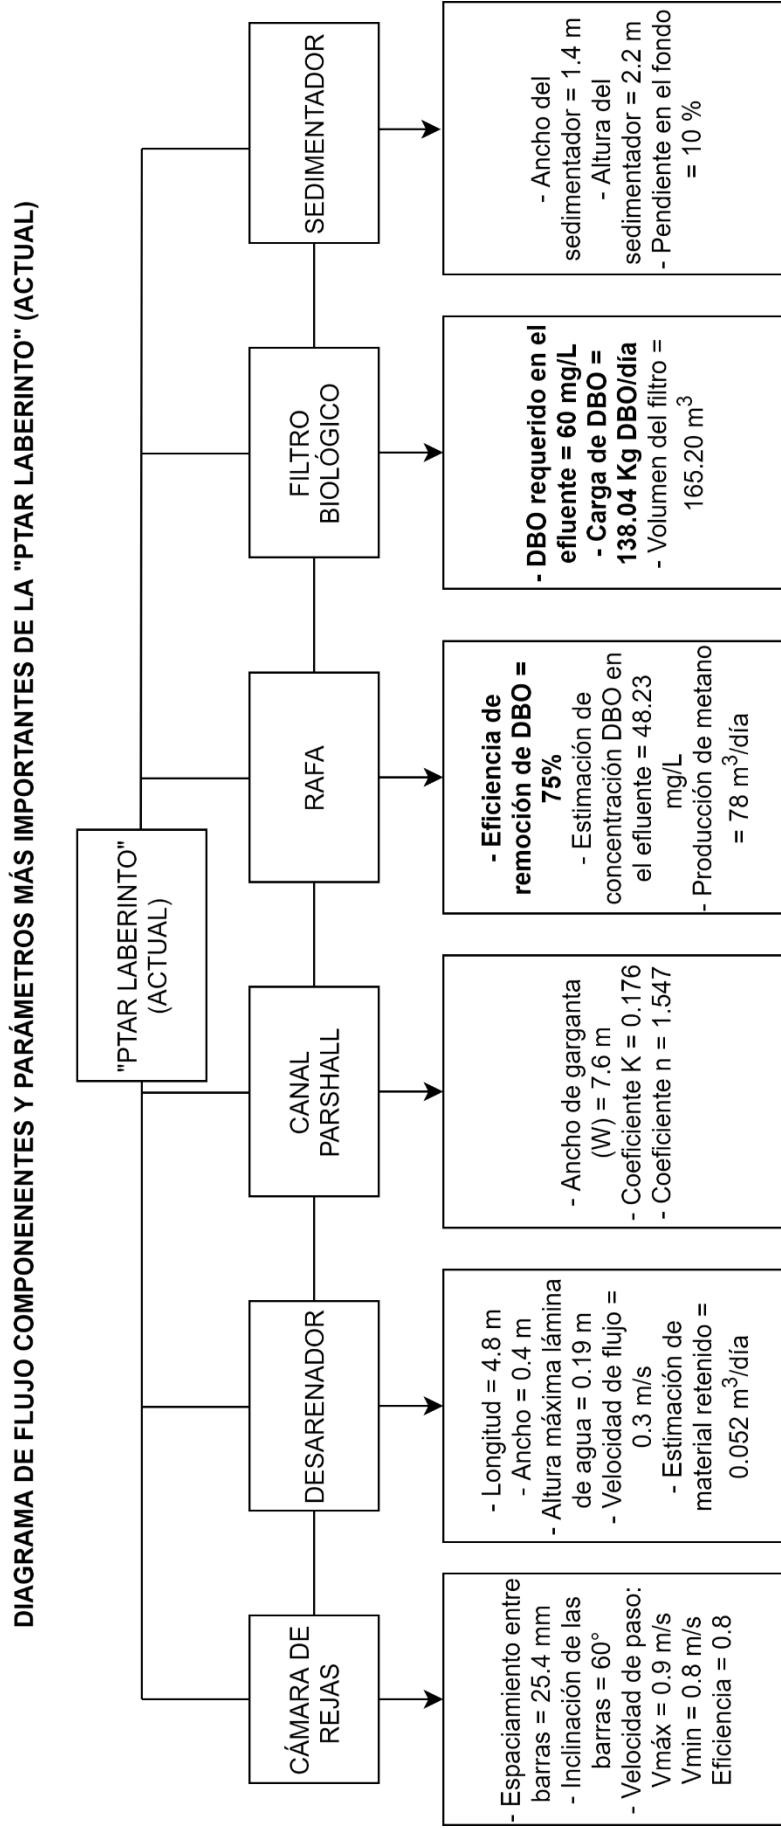 DIAGRAMA DE FLUJO COMPONENENTES Y PARÁMETROS MÁS IMPORTANTES DE LA "PTAR LABERINTO" (ACTUAL)
"PTAR LABERINTO"
(ACTUAL)
CÁMARA DE
REJAS
DESARENADOR
CANAL
PARSHALL
RAFA
FILTRO
BIOLÓGICO
SEDIMENTADOR
- Espaciamiento entre
barras = 25.4 mm
- Inclinación de las
barras = 60°
- Velocidad de paso:
Vmáx = 0.9 m/s
Vmin = 0.8 m/s
Eficiencia = 0.8
- Longitud = 4.8 m
- Ancho = 0.4 m
- Altura máxima lámina
de agua = 0.19 m
- Velocidad de flujo =
0.3 m/s
- Estimación de
material retenido =
0.052 m³/día
- Ancho de garganta
(W) = 7.6 m
- Coeficiente K = 0.176
- Coeficiente n = 1.547
- Eficiencia de
remoción de DBO =
75%
- Estimación de
concentración DBO en
el efluente = 48.23
mg/L
- Producción de metano
= 78 m³/día
- DBO requerido en el
efluente = 60 mg/L
- Carga de DBO =
138.04 Kg DBO/día
- Volumen del filtro =
165.20 m³
- Ancho del
sedimentador = 1.4 m
- Altura del
sedimentador = 2.2 m
- Pendiente en el fondo
= 10 %